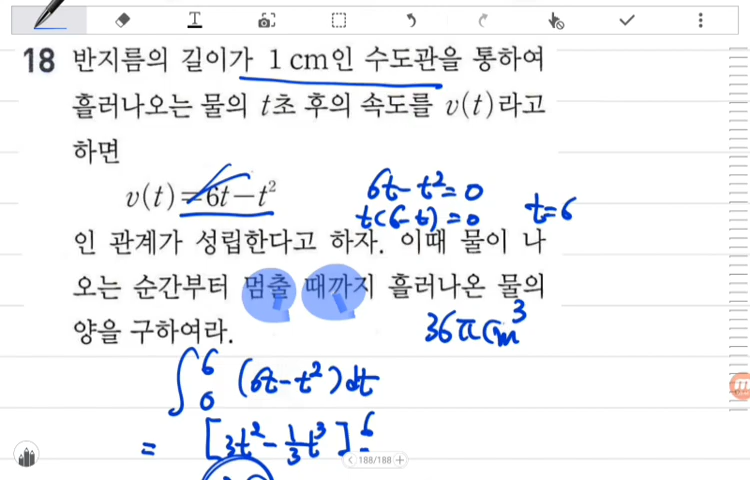 18 반지름의 길이가 1 cm인 수도관을 통하여
흘러나오는 물의 t초 후의 속도를 v(t)라고
하면
v(t)=6t-t²
6t-t²=0
t(6-t)=0
t=6
인 관계가 성립한다고 하자. 이때 물이 나
오는 순간부터 멈출 때까지 흘러나온 물의
양을 구하여라.
36πcm³
∫₀⁶ (6t-t²)dt
= [3t²-⅓t³]⁶
188/188